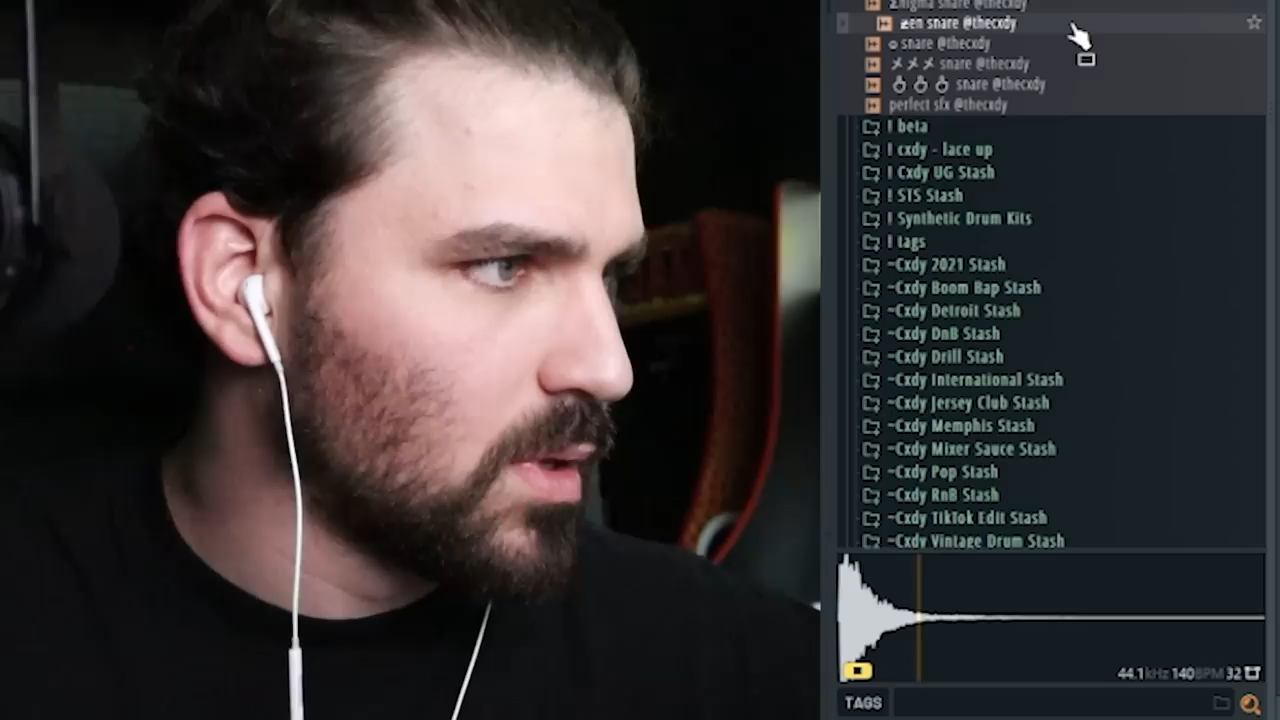 snare @thecxdy
en snare @thecxdy
snare @thecxdy
snare @thecxdy
snare @thecxdy
perfect sfx @thecxdy
! beta
! cxdy - lace up
! Cxdy UG Stash
! STS Stash
! Synthetic Drum Kits
! tags
~Cxdy 2021 Stash
~Cxdy Boom Bap Stash
~Cxdy Detroit Stash
~Cxdy DnB Stash
~Cxdy Drill Stash
~Cxdy International Stash
~Cxdy Jersey Club Stash
~Cxdy Memphis Stash
~Cxdy Mixer Sauce Stash
~Cxdy Pop Stash
~Cxdy RnB Stash
~Cxdy TikTok Edit Stash
~Cxdy Vintage Drum Stash
44.1kHz 140BPM 32
TAGS